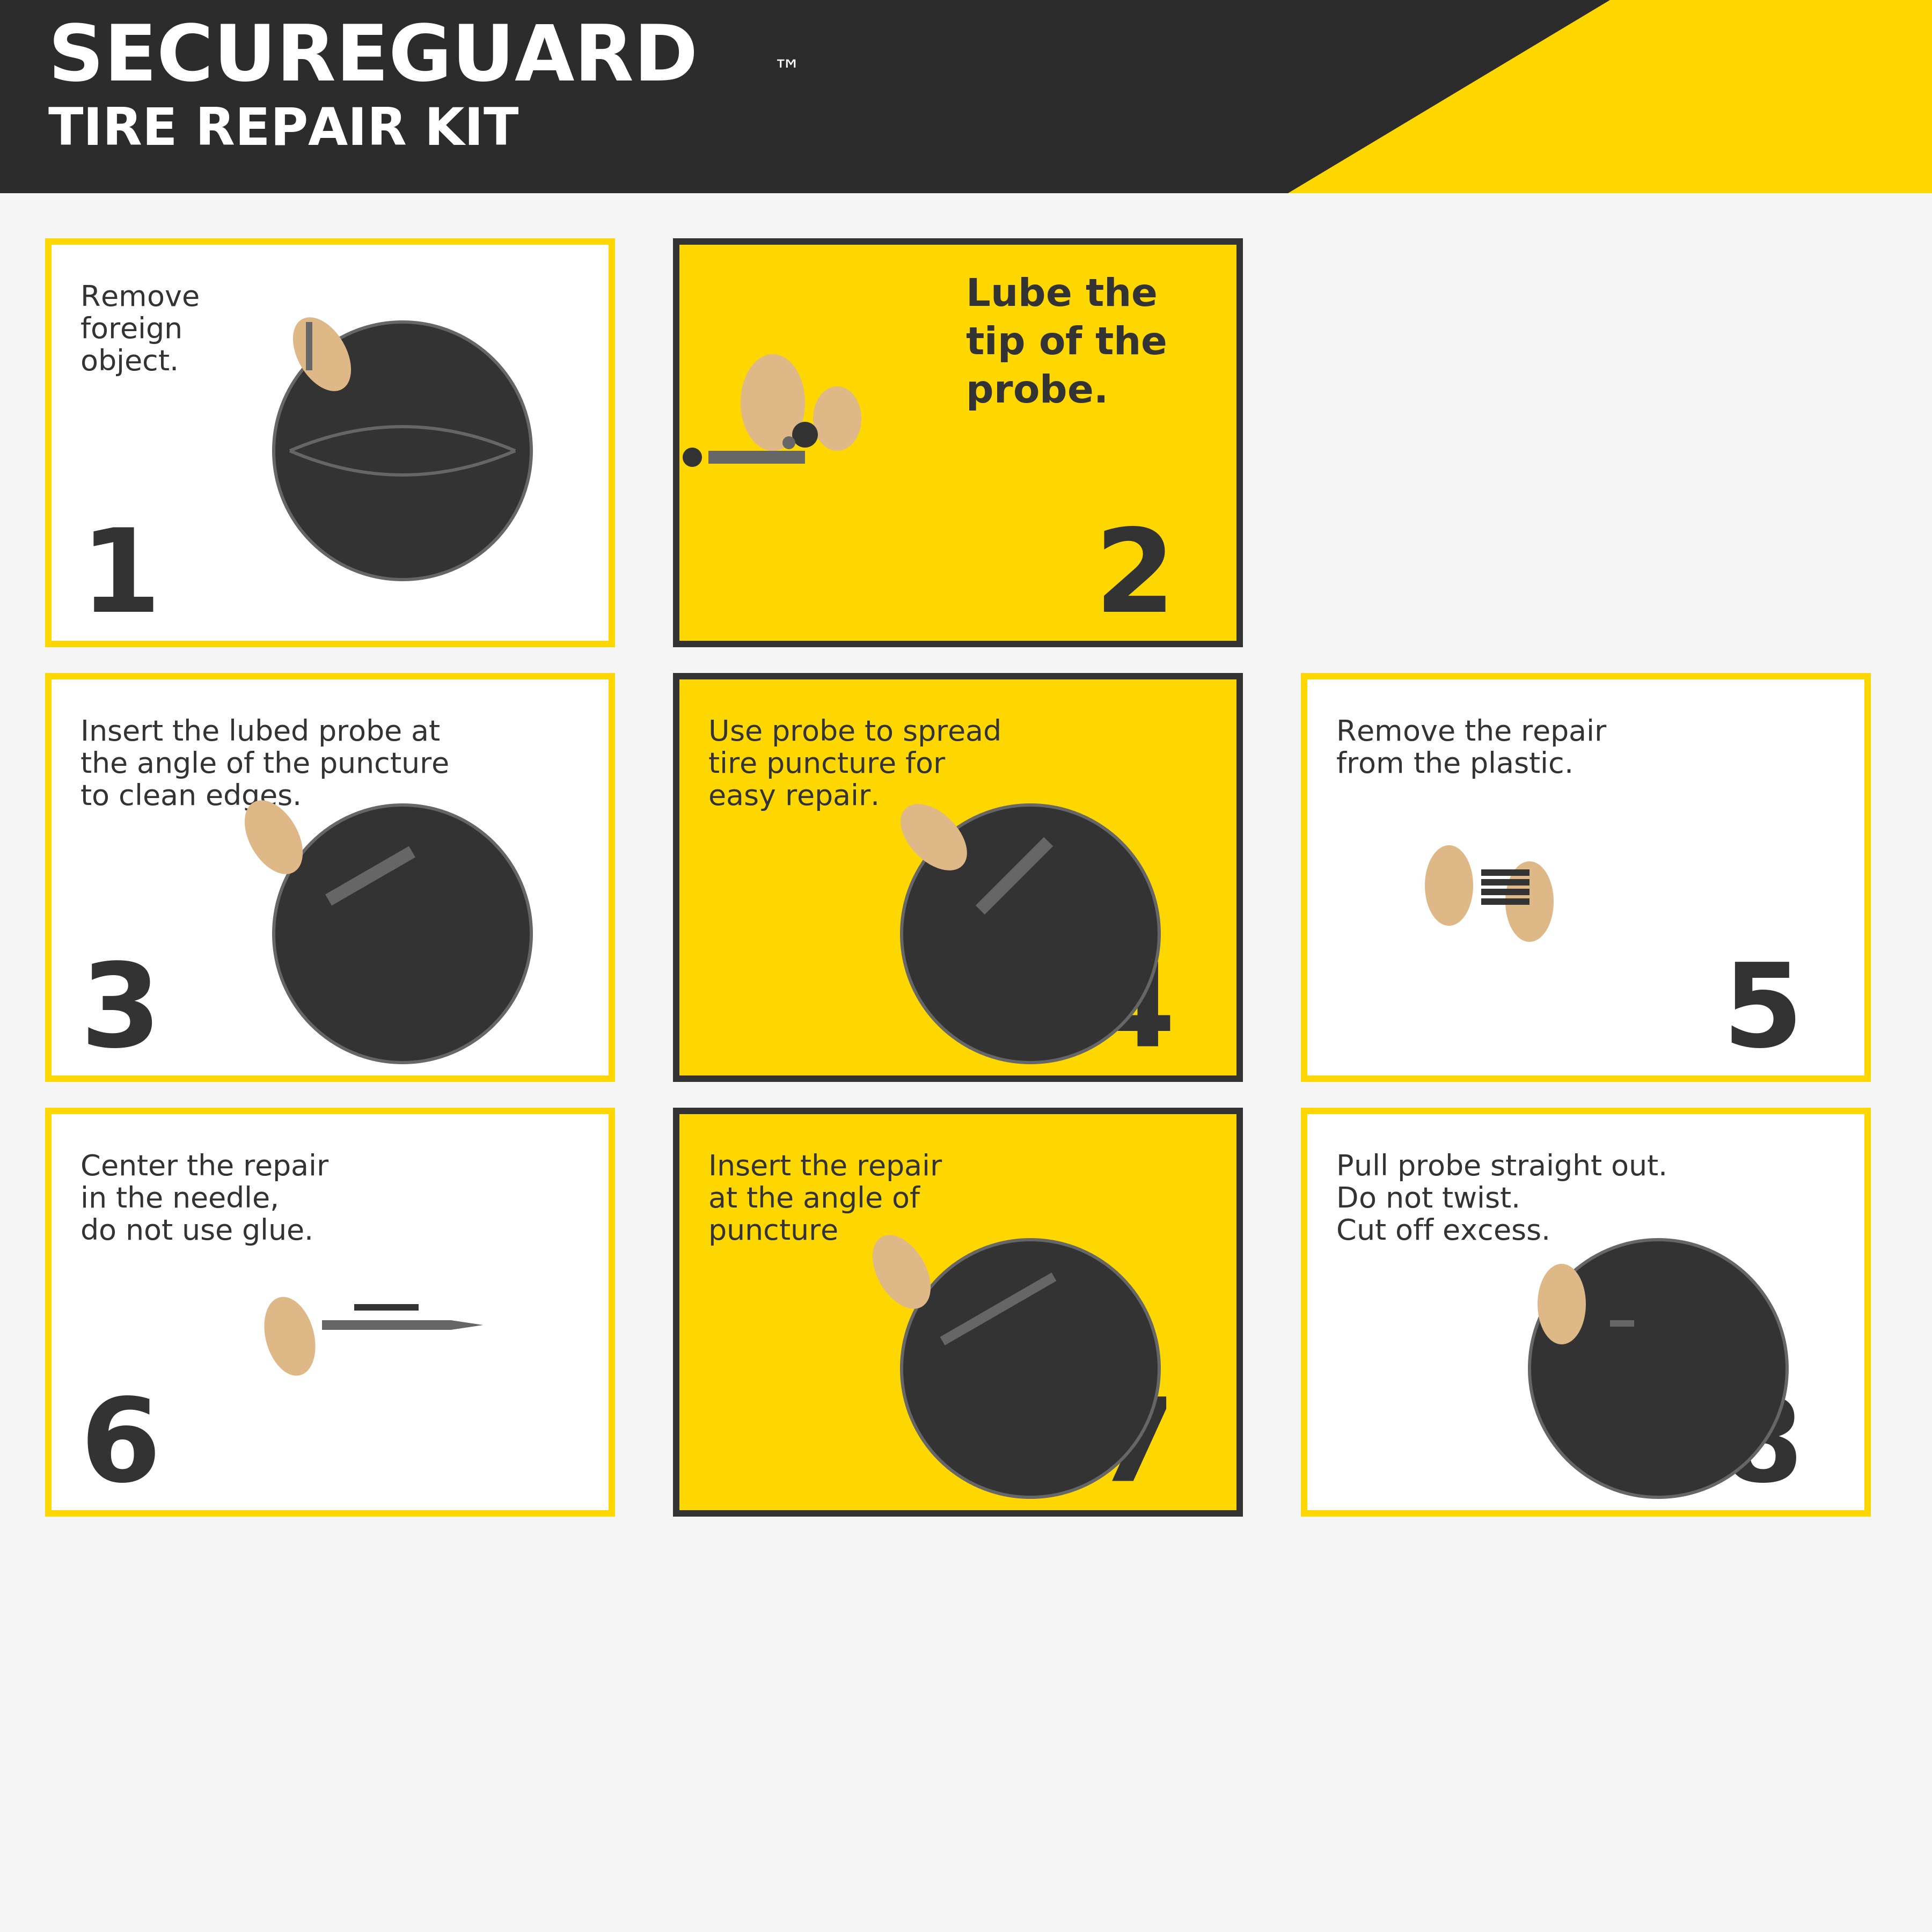 SECUREGUARD ™
TIRE REPAIR KIT
Remove
foreign
object.
1
Lube the
tip of the
probe.
2
Insert the lubed probe at
the angle of the puncture
to clean edges.
3
Use probe to spread
tire puncture for
easy repair.
4
Remove the repair
from the plastic.
5
Center the repair
in the needle,
do not use glue.
6
Insert the repair
at the angle of
puncture
7
Pull probe straight out.
Do not twist.
Cut off excess.
8